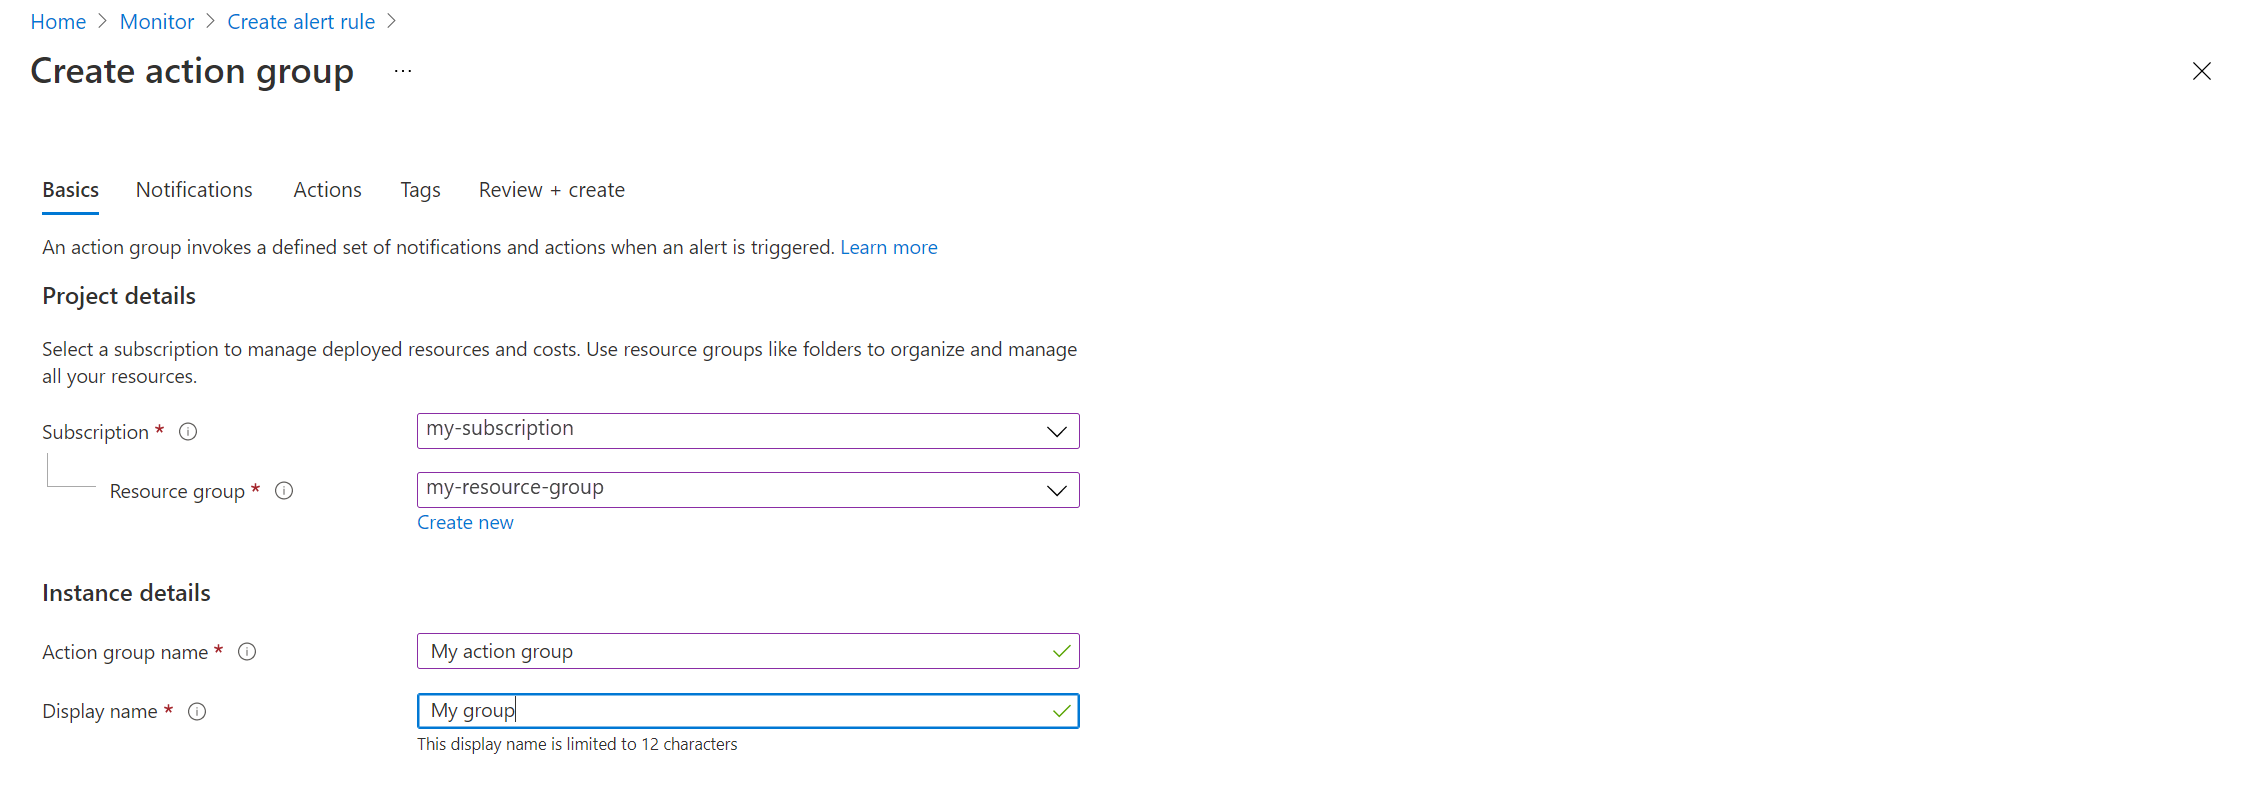 Home > Monitor > Create alert rule >
Create action group ...
Basics Notifications Actions Tags Review + create
An action group invokes a defined set of notifications and actions when an alert is triggered. Learn more
Project details
Select a subscription to manage deployed resources and costs. Use resource groups like folders to organize and manage
all your resources.
Subscription * my-subscription
Resource group * my-resource-group
Create new
Instance details
Action group name * My action group
Display name * My group
This display name is limited to 12 characters